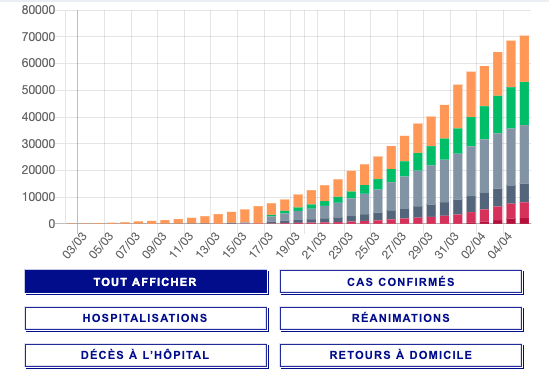 80000
70000
60000
50000
40000
30000
20000
10000
0
03/03 05/03 07/03 09/03 11/03 13/03 15/03 17/03 19/03 21/03 23/03 25/03 27/03 29/03 31/03 02/04 04/04
TOUT AFFICHER CAS CONFIRMÉS
HOSPITALISATIONS RÉANIMATIONS
DÉCÈS À L'HÔPITAL RETOURS À DOMICILE